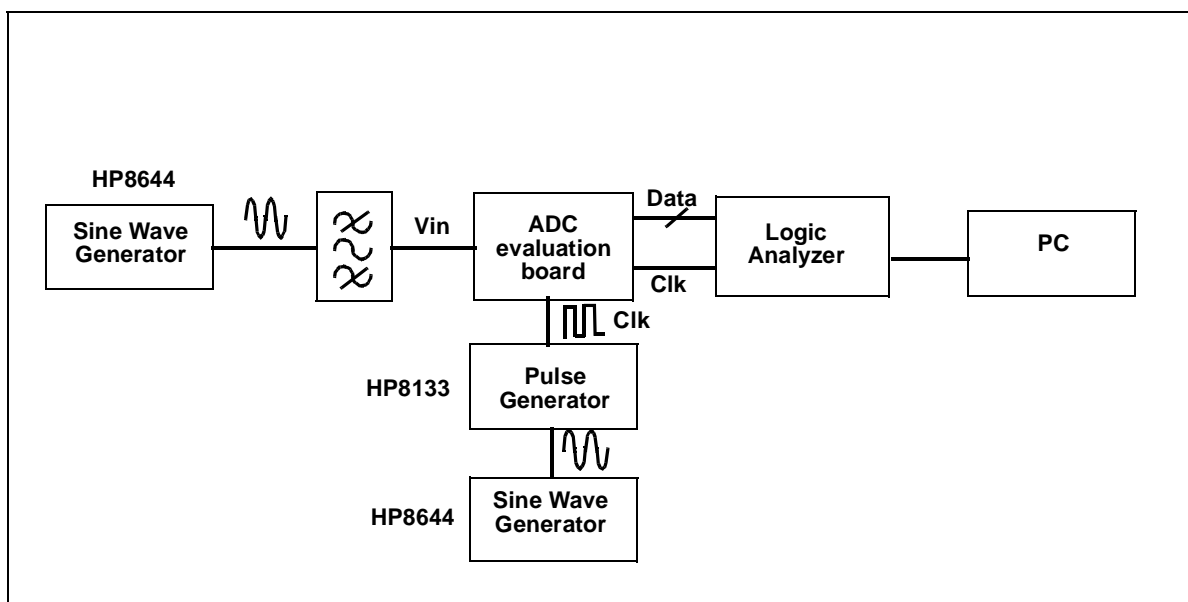 HP8644
Sine Wave
Generator
Vin
ADC
evaluation
board
Data
Clk
Logic
Analyzer
PC
Clk
HP8133
Pulse
Generator
HP8644
Sine Wave
Generator